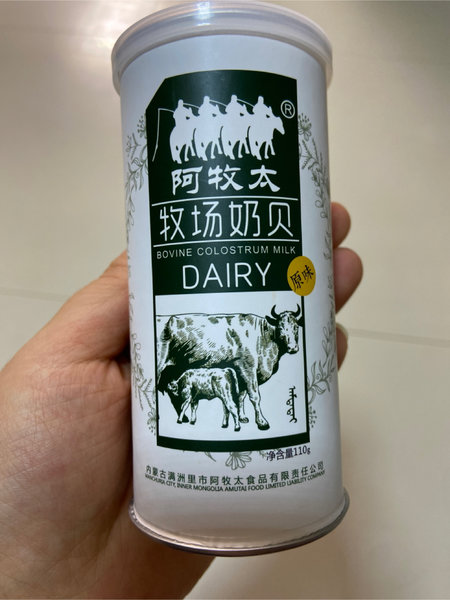 ®
阿牧太
牧场奶贝
BOVINE COLOSTRUM MILK
DAIRY
原味
净含量110g
内蒙古满洲里市阿牧太食品有限责任公司
MANCHURIA CITY, INNER MONGOLIA AMUTAI FOOD LIMITED LIABILITY COMPANY